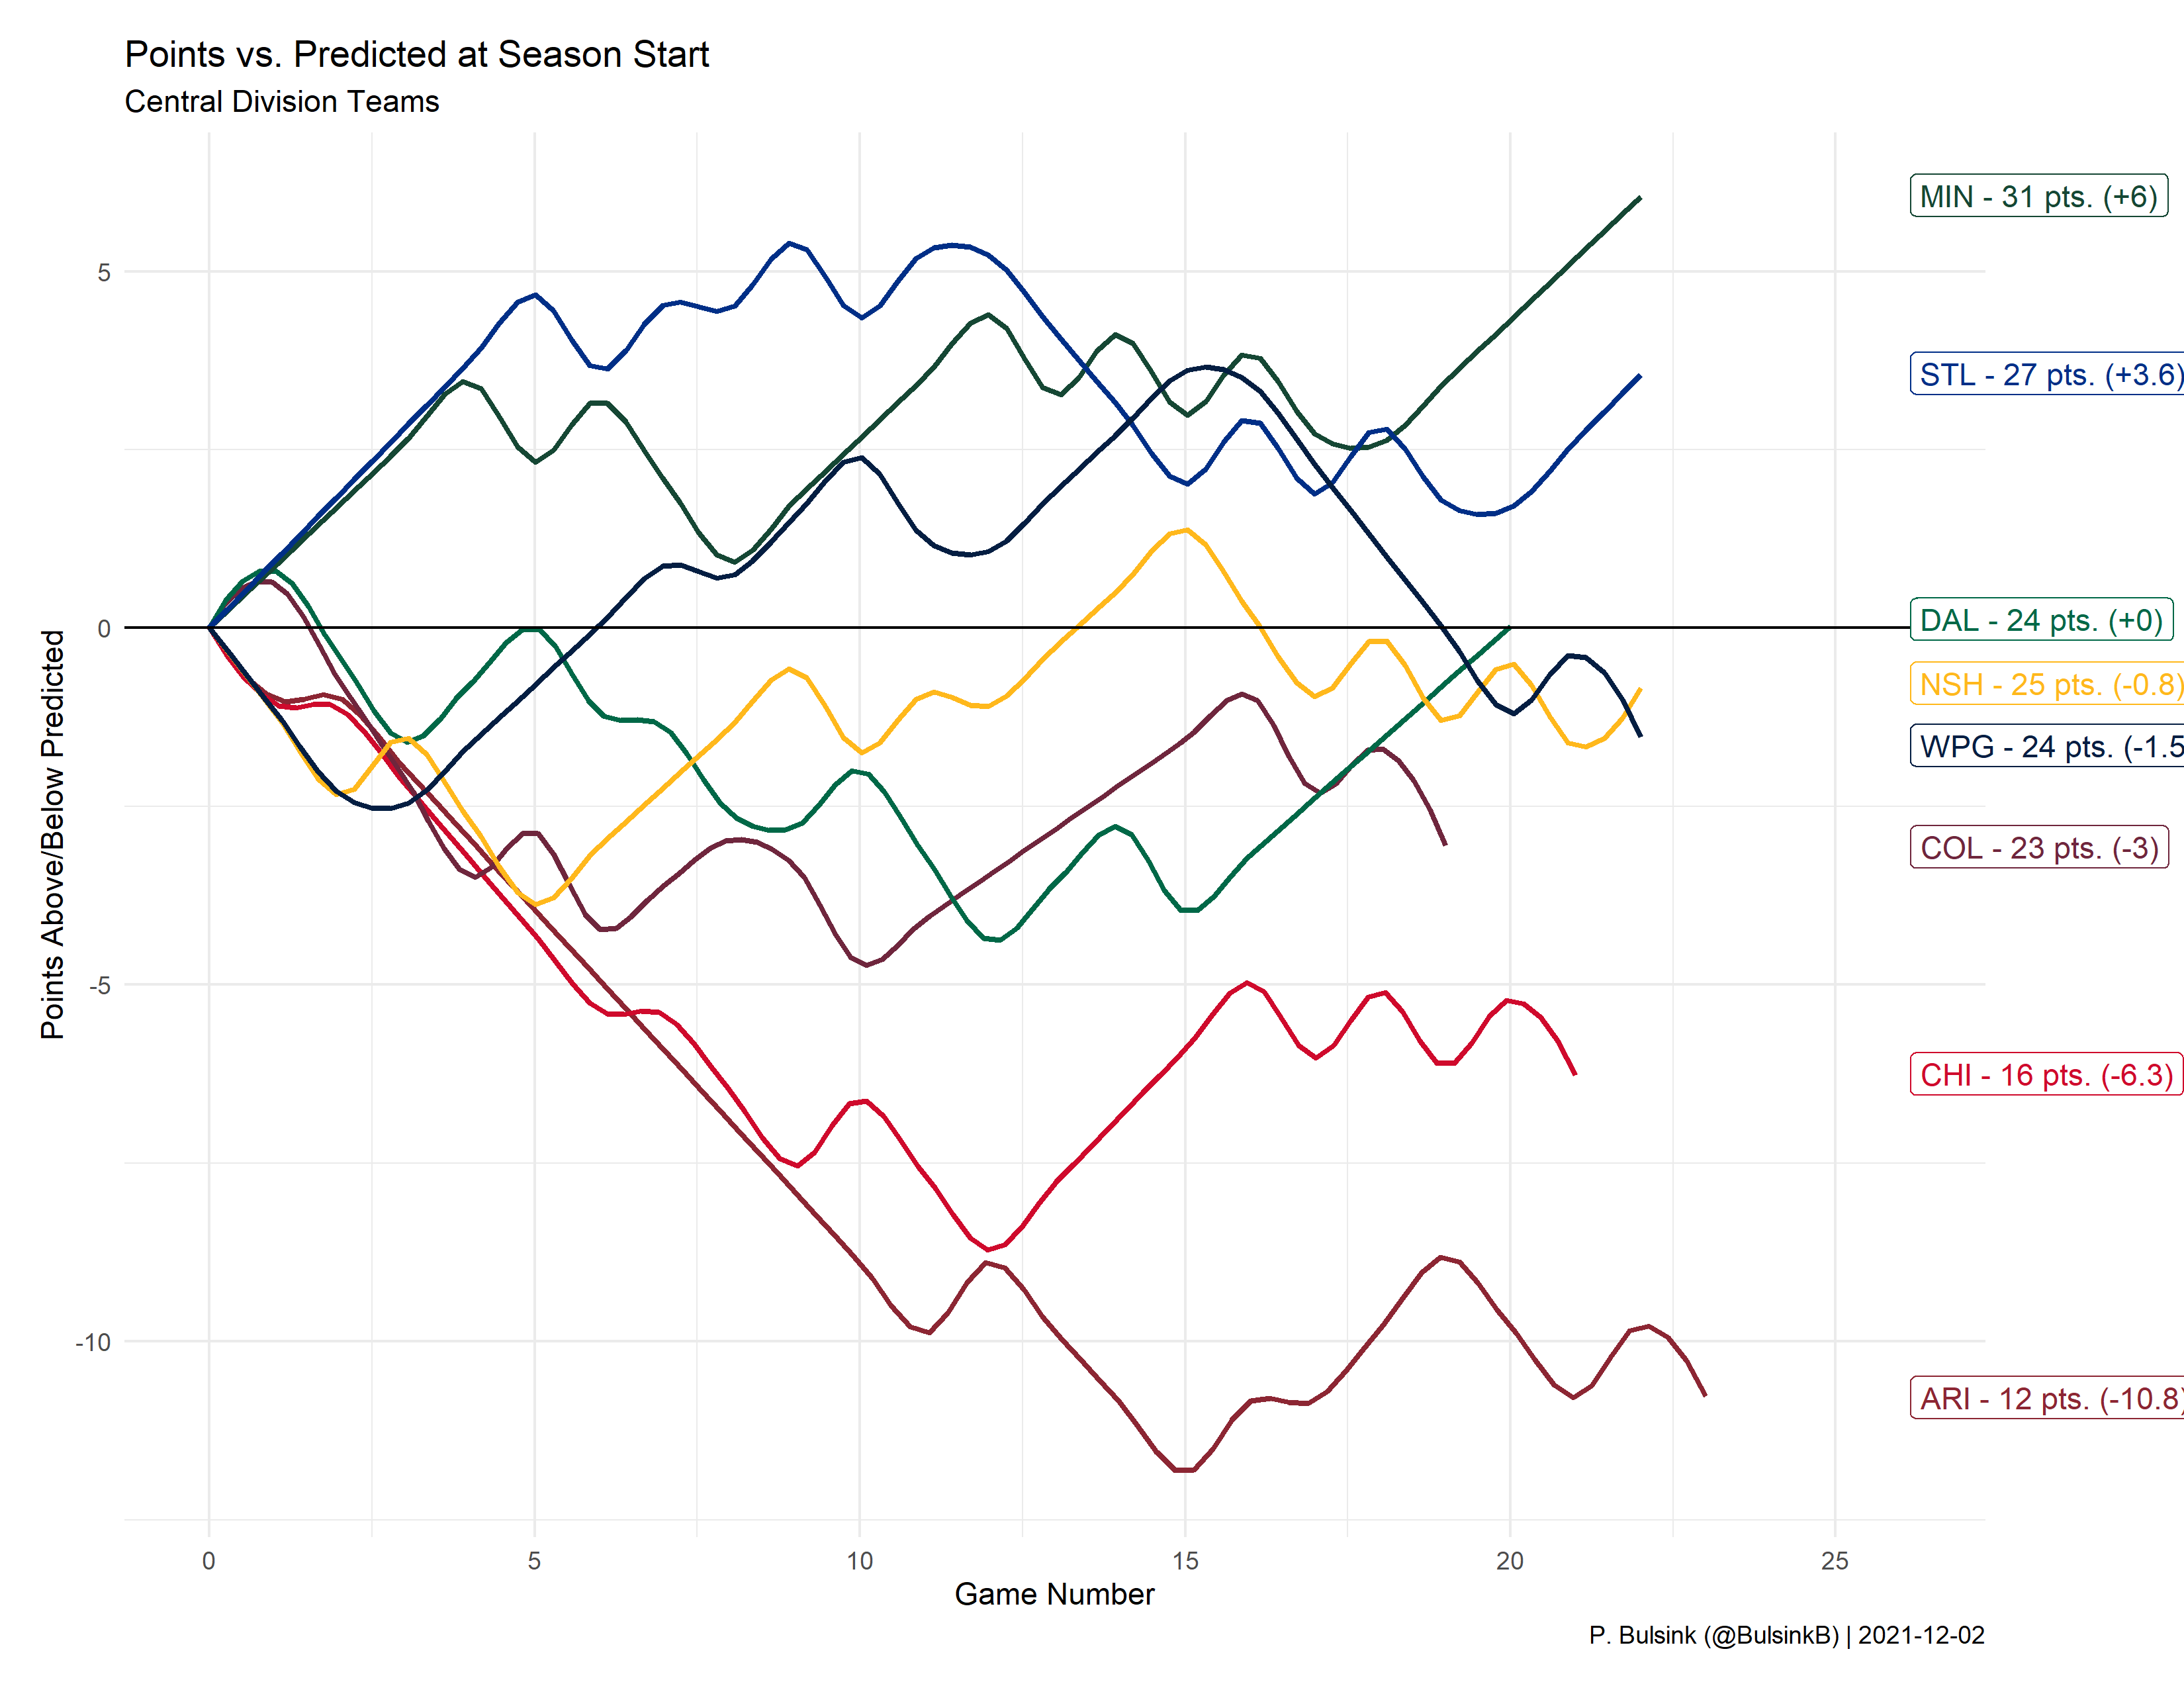 Points vs. Predicted at Season Start
Central Division Teams
Points Above/Below Predicted
5
0
-5
-10
MIN - 31 pts. (+6)
STL - 27 pts. (+3.6)
DAL - 24 pts. (+0)
NSH - 25 pts. (-0.8)
WPG - 24 pts. (-1.5
COL - 23 pts. (-3)
CHI - 16 pts. (-6.3)
ARI - 12 pts. (-10.8)
0 5 10 15 20 25
Game Number
P. Bulsink (@BulsinkB) | 2021-12-02